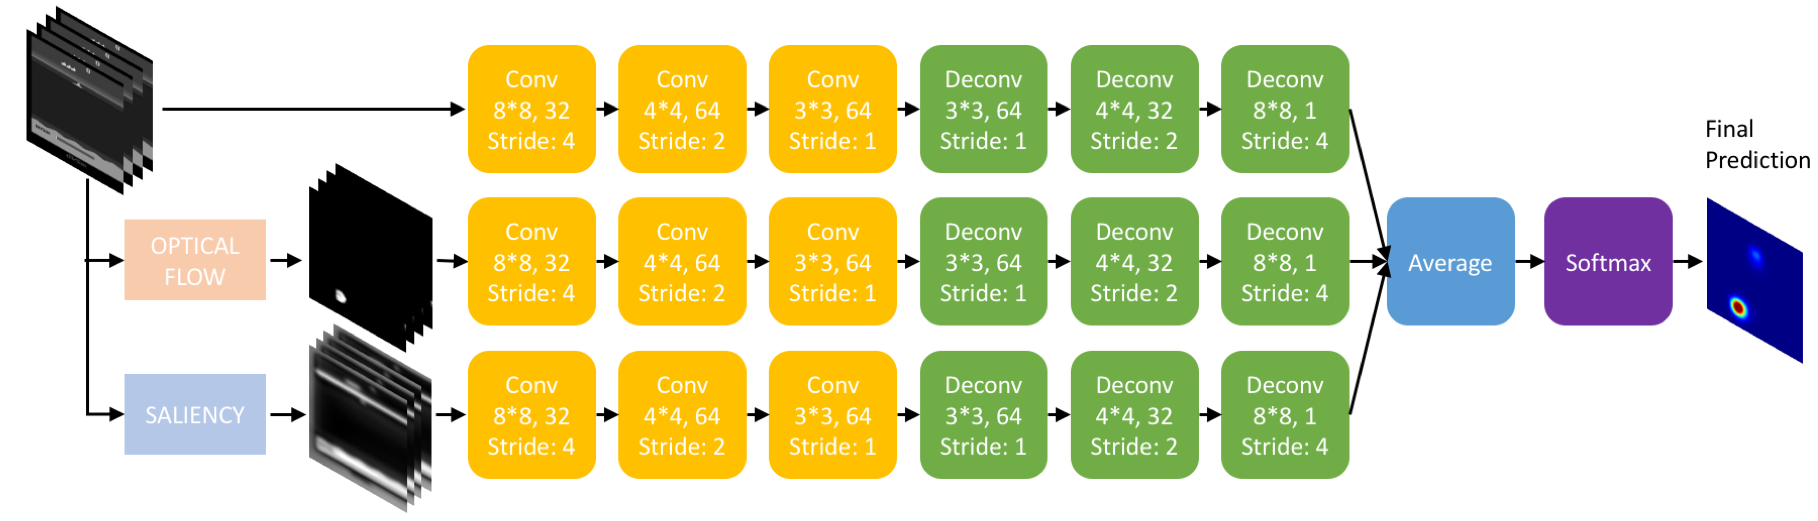 Conv
8*8, 32
Stride: 4
Conv
4*4, 64
Stride: 2
Conv
3*3, 64
Stride: 1
Deconv
3*3, 64
Stride: 1
Deconv
4*4, 32
Stride: 2
Deconv
8*8, 1
Stride: 4
OPTICAL
FLOW
Conv
8*8, 32
Stride: 4
Conv
4*4, 64
Stride: 2
Conv
3*3, 64
Stride: 1
Deconv
3*3, 64
Stride: 1
Deconv
4*4, 32
Stride: 2
Deconv
8*8, 1
Stride: 4
SALIENCY
Conv
8*8, 32
Stride: 4
Conv
4*4, 64
Stride: 2
Conv
3*3, 64
Stride: 1
Deconv
3*3, 64
Stride: 1
Deconv
4*4, 32
Stride: 2
Deconv
8*8, 1
Stride: 4
Average
Softmax
Final
Prediction